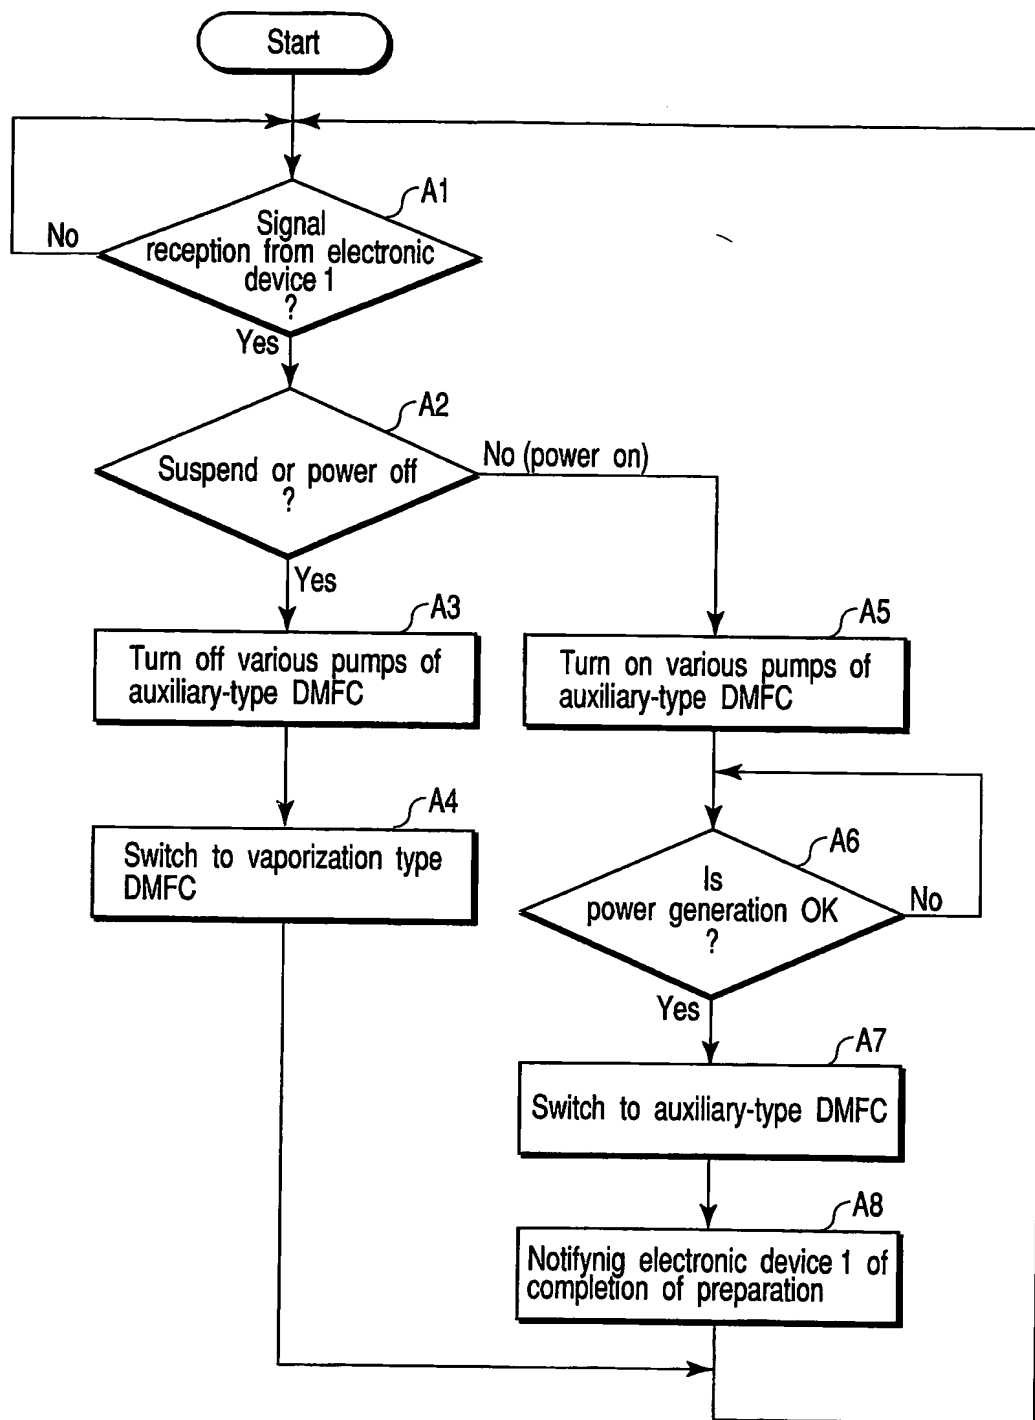 Start
A1
Signal
reception from electronic
device 1
?
No
Yes
A2
Suspend or power off
?
No (power on)
Yes
A3
Turn off various pumps of
auxiliary-type DMFC
A5
Turn on various pumps of
auxiliary-type DMFC
A4
Switch to vaporization type
DMFC
A6
Is
power generation OK
?
No
Yes
A7
Switch to auxiliary-type DMFC
A8
Notifynig electronic device 1 of
completion of preparation